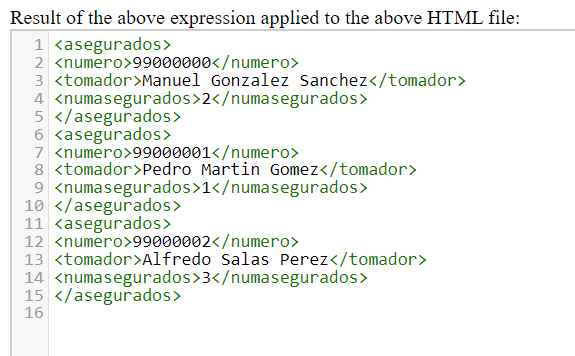 Result of the above expression applied to the above HTML file:
1 <asegurados>
2 <numero>99000000</numero>
3 <tomador>Manuel Gonzalez Sanchez</tomador>
4 <numasegurados>2</numasegurados>
5 </asegurados>
6 <asegurados>
7 <numero>99000001</numero>
8 <tomador>Pedro Martin Gomez</tomador>
9 <numasegurados>1</numasegurados>
10 </asegurados>
11 <asegurados>
12 <numero>99000002</numero>
13 <tomador>Alfredo Salas Perez</tomador>
14 <numasegurados>3</numasegurados>
15 </asegurados>
16